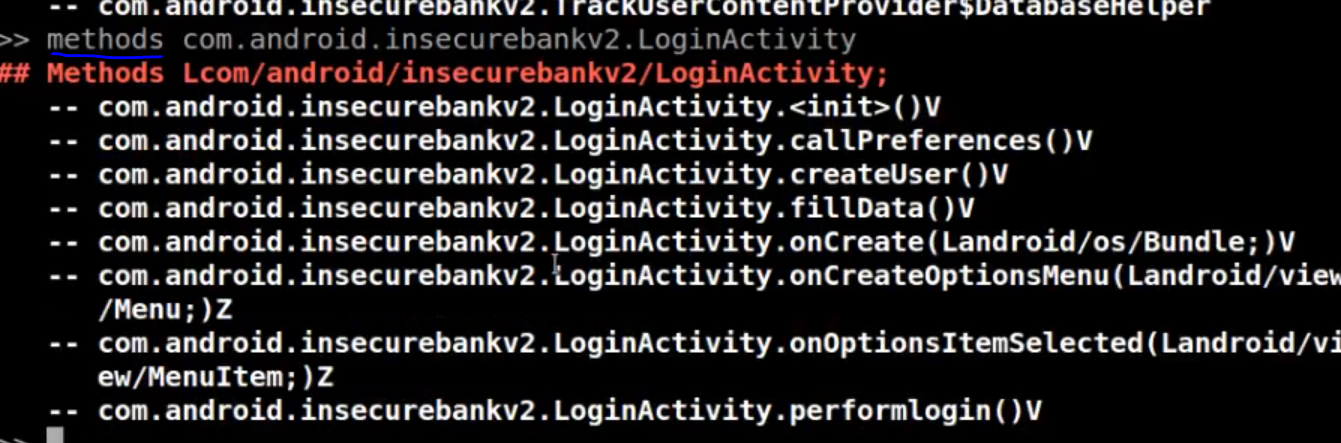 -- com.android.insecurebankv2.TrackUserContentProvider$DatabaseHelper
>> methods com.android.insecurebankv2.LoginActivity
## Methods Lcom/android/insecurebankv2/LoginActivity;
-- com.android.insecurebankv2.LoginActivity.<init>()V
-- com.android.insecurebankv2.LoginActivity.callPreferences()V
-- com.android.insecurebankv2.LoginActivity.createUser()V
-- com.android.insecurebankv2.LoginActivity.fillData()V
-- com.android.insecurebankv2.LoginActivity.onCreate(Landroid/os/Bundle;)V
-- com.android.insecurebankv2.LoginActivity.onCreateOptionsMenu(Landroid/view
/Menu;)Z
-- com.android.insecurebankv2.LoginActivity.onOptionsItemSelected(Landroid/vi
ew/MenuItem;)Z
-- com.android.insecurebankv2.LoginActivity.performlogin()V
>>